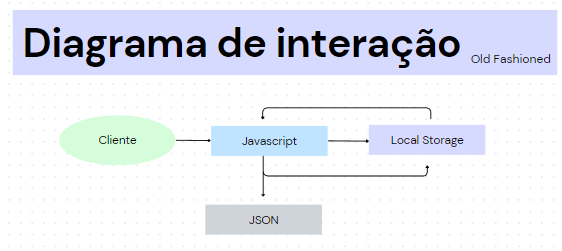 Diagrama de interação
Old Fashioned
Cliente
Javascript
Local Storage
JSON